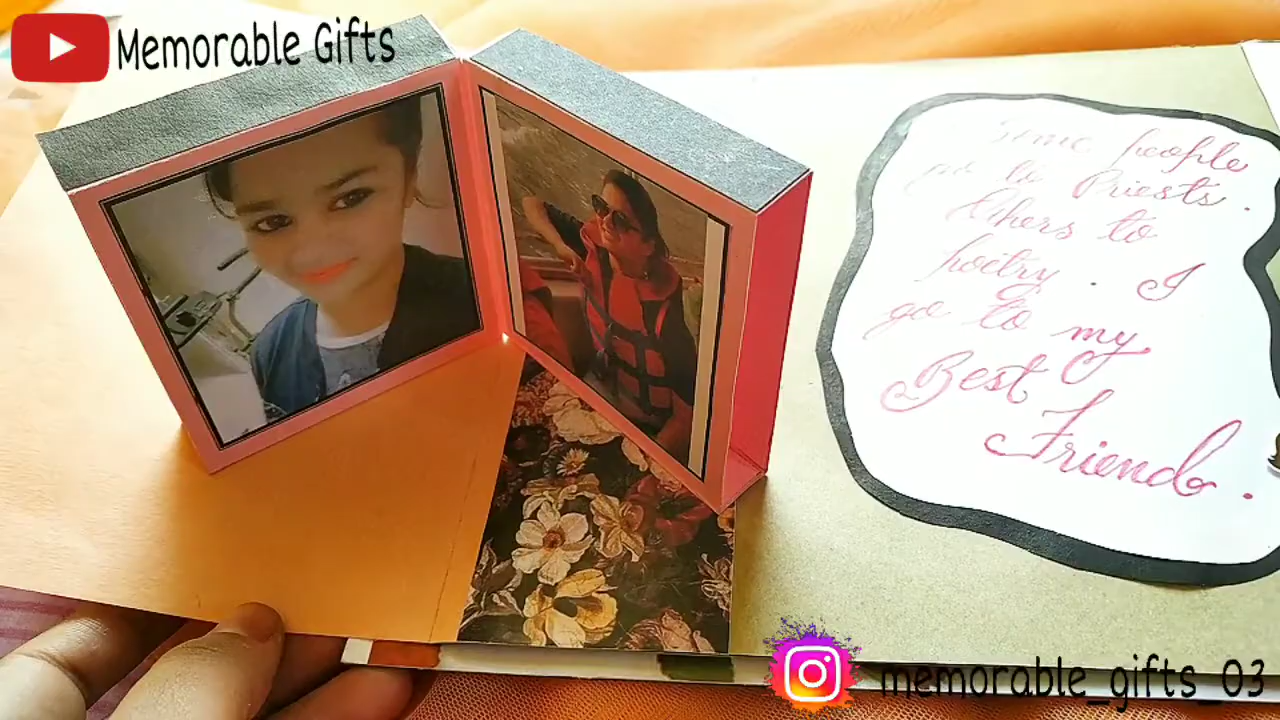 Memorable Gifts
Some people
go to Priests.
Others to
poetry. I
go to my
Best
Friend.
memorable_gifts_03